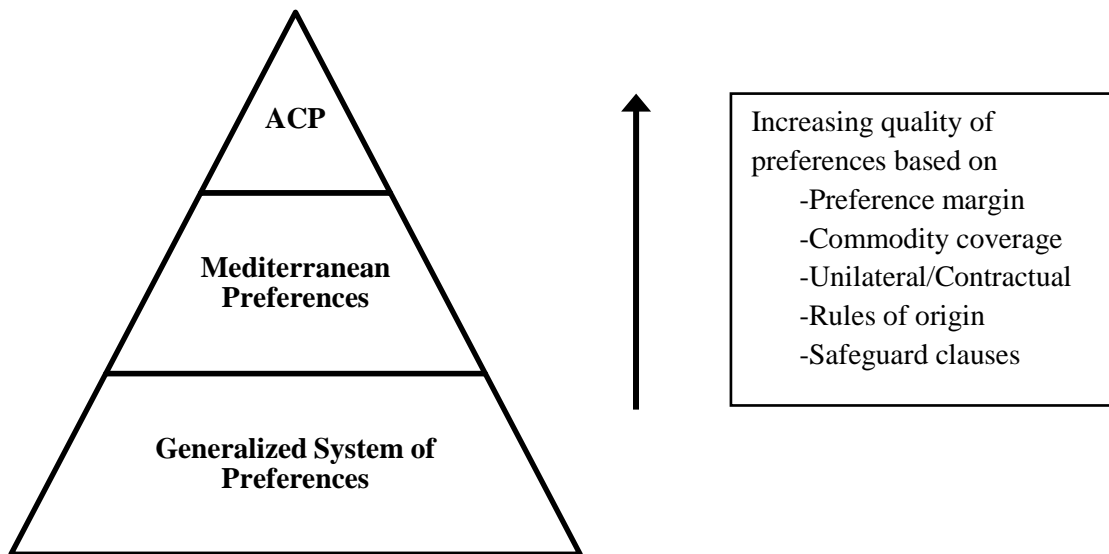 ACP
Mediterranean
Preferences
Generalized System of
Preferences
Increasing quality of
preferences based on
-Preference margin
-Commodity coverage
-Unilateral/Contractual
-Rules of origin
-Safeguard clauses